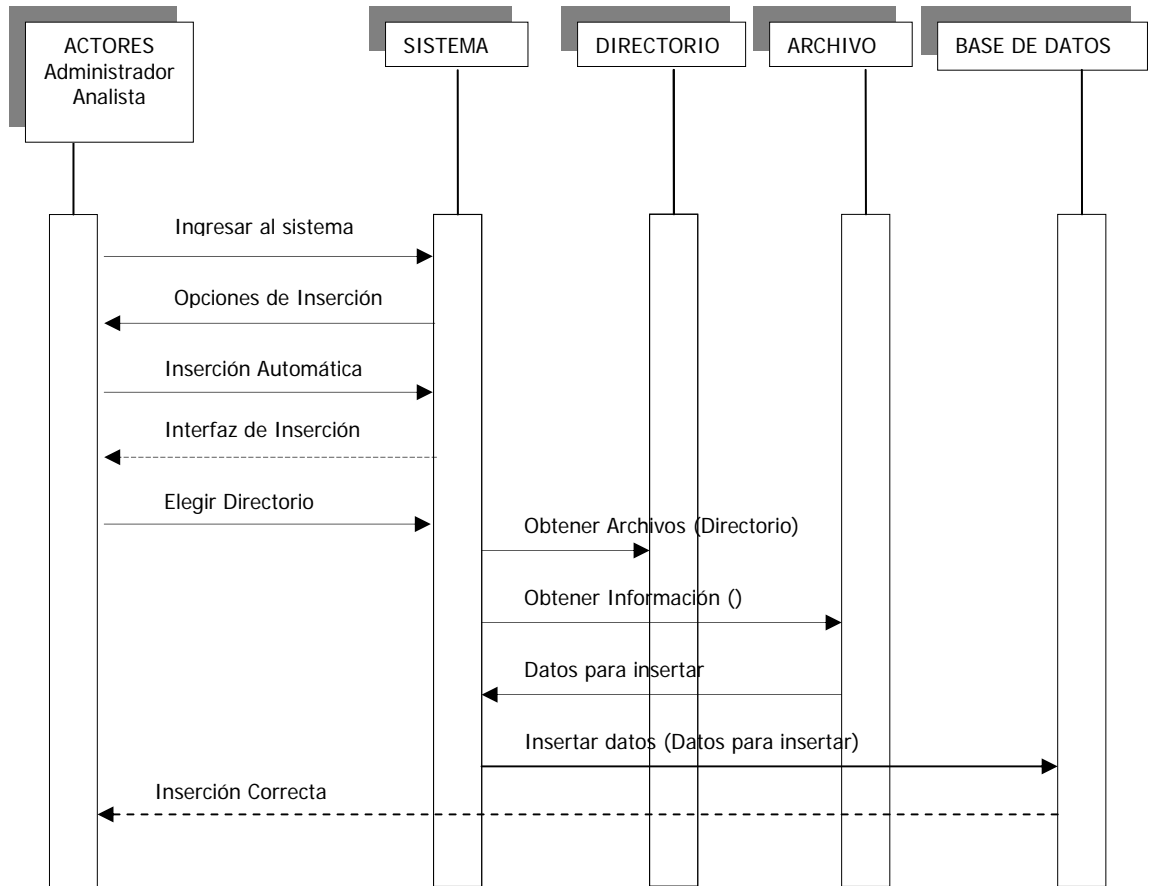 ACTORES
Administrador
Analista
SISTEMA
DIRECTORIO
ARCHIVO
BASE DE DATOS
Ingresar al sistema
Opciones de Inserción
Inserción Automática
Interfaz de Inserción
Elegir Directorio
Obtener Archivos (Directorio)
Obtener Información ()
Datos para insertar
Insertar datos (Datos para insertar)
Inserción Correcta